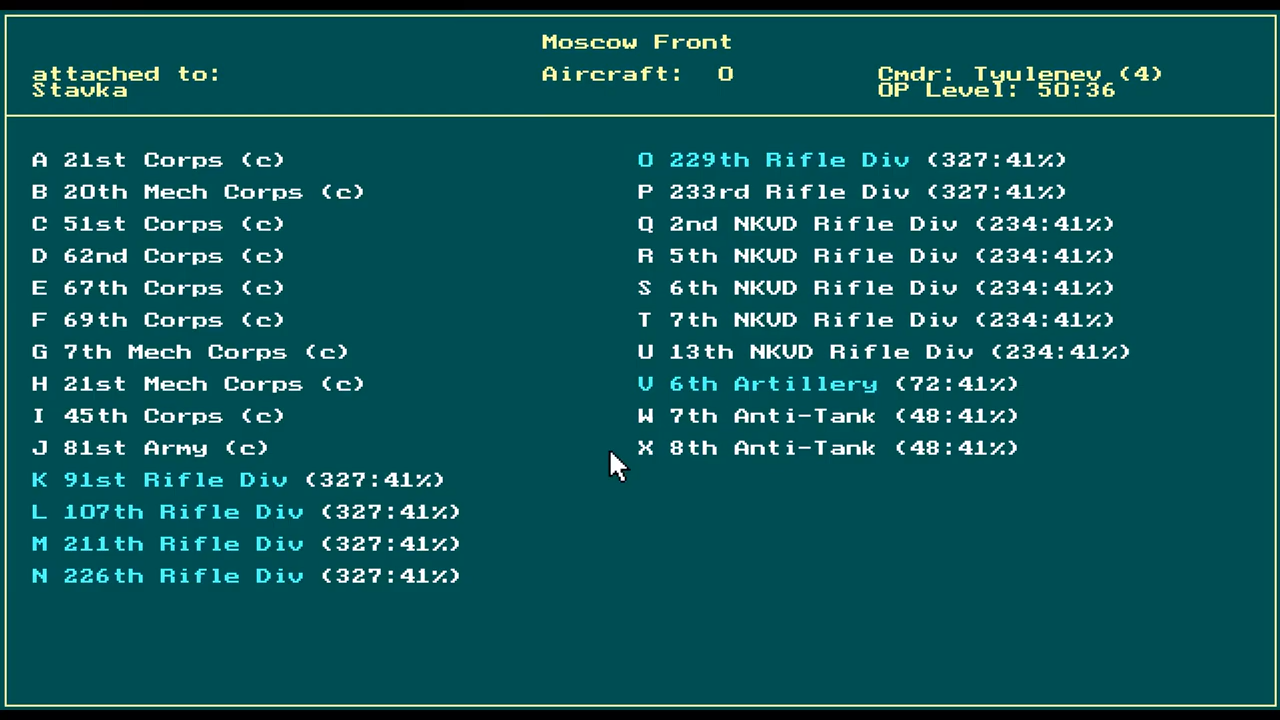 Moscow Front
attached to:
Stavka
Aircraft: 0
Cmdr: Tyulenev (4)
OP Level: 50:36
A 21st Corps (c)
B 20th Mech Corps (c)
C 51st Corps (c)
D 62nd Corps (c)
E 67th Corps (c)
F 69th Corps (c)
G 7th Mech Corps (c)
H 21st Mech Corps (c)
I 45th Corps (c)
J 81st Army (c)
K 91st Rifle Div (327:41%)
L 107th Rifle Div (327:41%)
M 211th Rifle Div (327:41%)
N 226th Rifle Div (327:41%)
O 229th Rifle Div (327:41%)
P 233rd Rifle Div (327:41%)
Q 2nd NKVD Rifle Div (234:41%)
R 5th NKVD Rifle Div (234:41%)
S 6th NKVD Rifle Div (234:41%)
T 7th NKVD Rifle Div (234:41%)
U 13th NKVD Rifle Div (234:41%)
V 6th Artillery (72:41%)
W 7th Anti-Tank (48:41%)
X 8th Anti-Tank (48:41%)